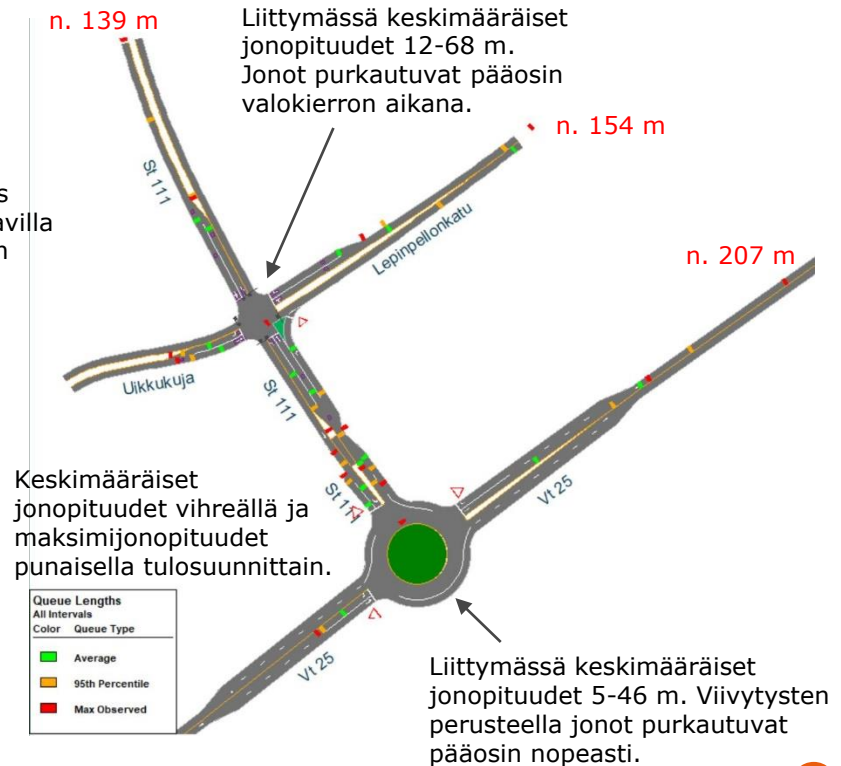 n. 139 m
Liittymässä keskimääräiset
jonopituudet 12-68 m.
Jonot purkautuvat pääosin
valokierron aikana.
n. 154 m
St 111
s
avilla
n
Lepinpellonkatu
n. 207 m
Uikkukuja
St 111
Keskimääräiset
jonopituudet vihreällä ja
maksimijonopituudet
punaisella tulosuunnittain.
St 111
Vt 25
Queue Lengths
All Intervals
Color Queue Type
Average
95th Percentile
Max Observed
Vt 25
Liittymässä keskimääräiset
jonopituudet 5-46 m. Viivytysten
perusteella jonot purkautuvat
pääosin nopeasti.